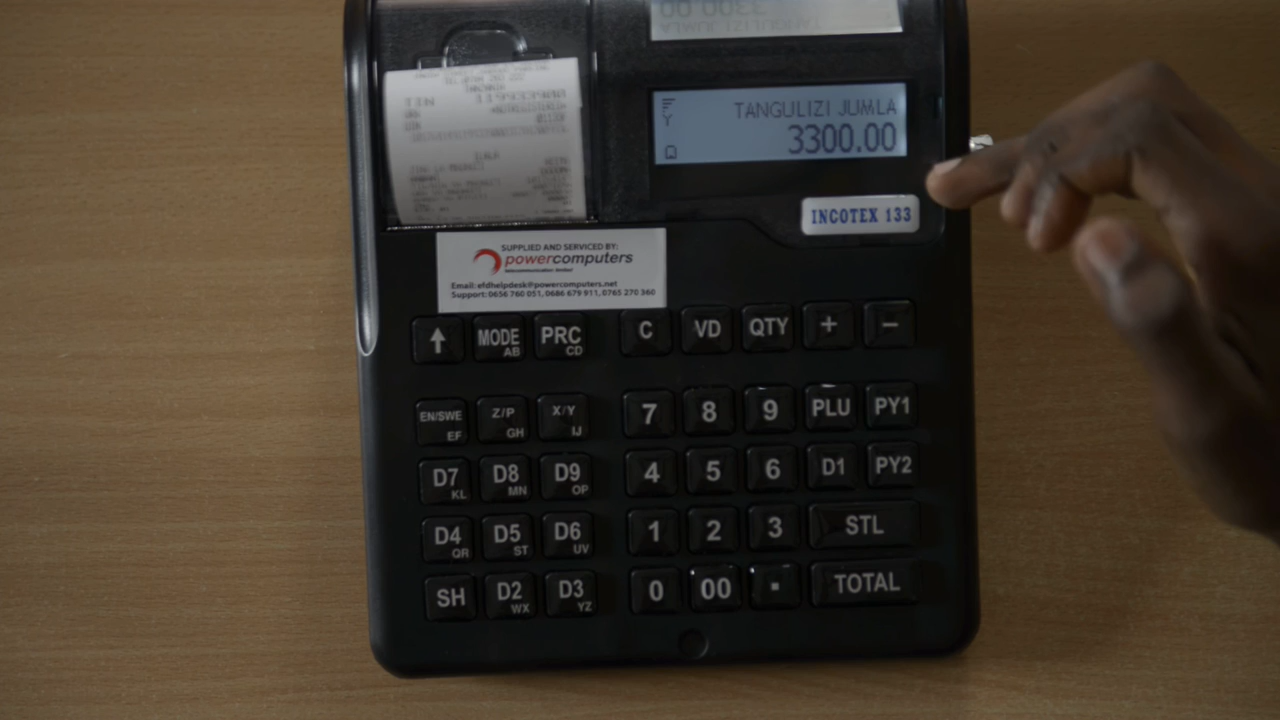 TANGULIZI JUMLA
3300.00
INCOTEX 133
SUPPLIED AND SERVICED BY:
powercomputers
telecommunication limited
Email: efdhelpdesk@powercomputers.net
Support: 0656 760 051, 0686 679 911, 0765 270 360
MODE AB PRC CD C VD QTY + −
EN/SWE EF Z/P GH X/Y IJ 7 8 9 PLU PY1
D7 KL D8 MN D9 OP 4 5 6 D1 PY2
D4 QR D5 ST D6 UV 1 2 3 STL
SH D2 WX D3 YZ 0 00 . TOTAL